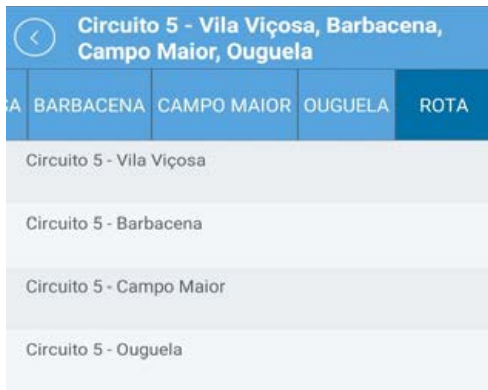 Circuito 5 - Vila Viçosa, Barbacena,
Campo Maior, Ouguela
BARBACENA CAMPO MAIOR OUGUELA ROTA
Circuito 5 - Vila Viçosa
Circuito 5 - Barbacena
Circuito 5 - Campo Maior
Circuito 5 - Ouguela